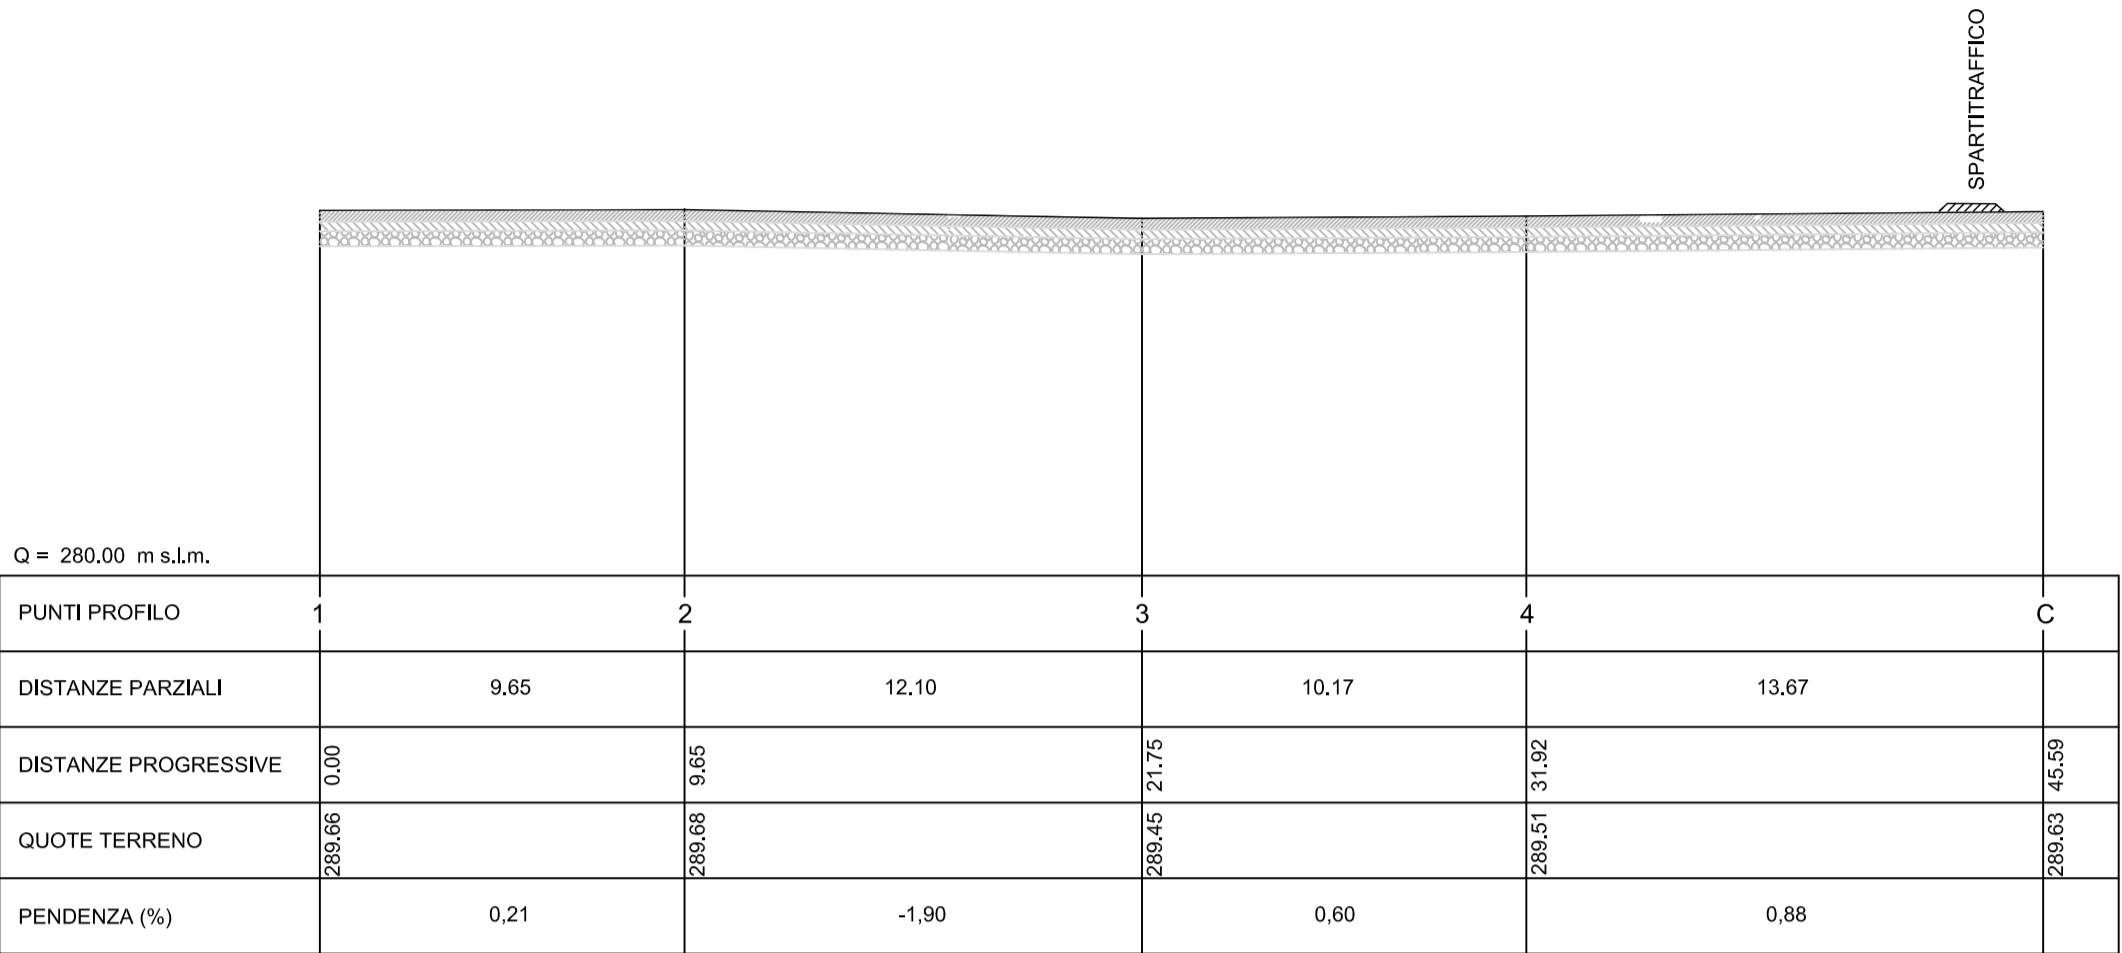 SPARTITRAFFICO
Q = 280.00 m s.l.m.
PUNTI PROFILO 1 2 3 4 C
DISTANZE PARZIALI 9.65 12.10 10.17 13.67
DISTANZE PROGRESSIVE 0.00 9.65 21.75 31.92 45.59
QUOTE TERRENO 289.66 289.68 289.45 289.51 289.63
PENDENZA (%) 0,21 -1,90 0,60 0,88